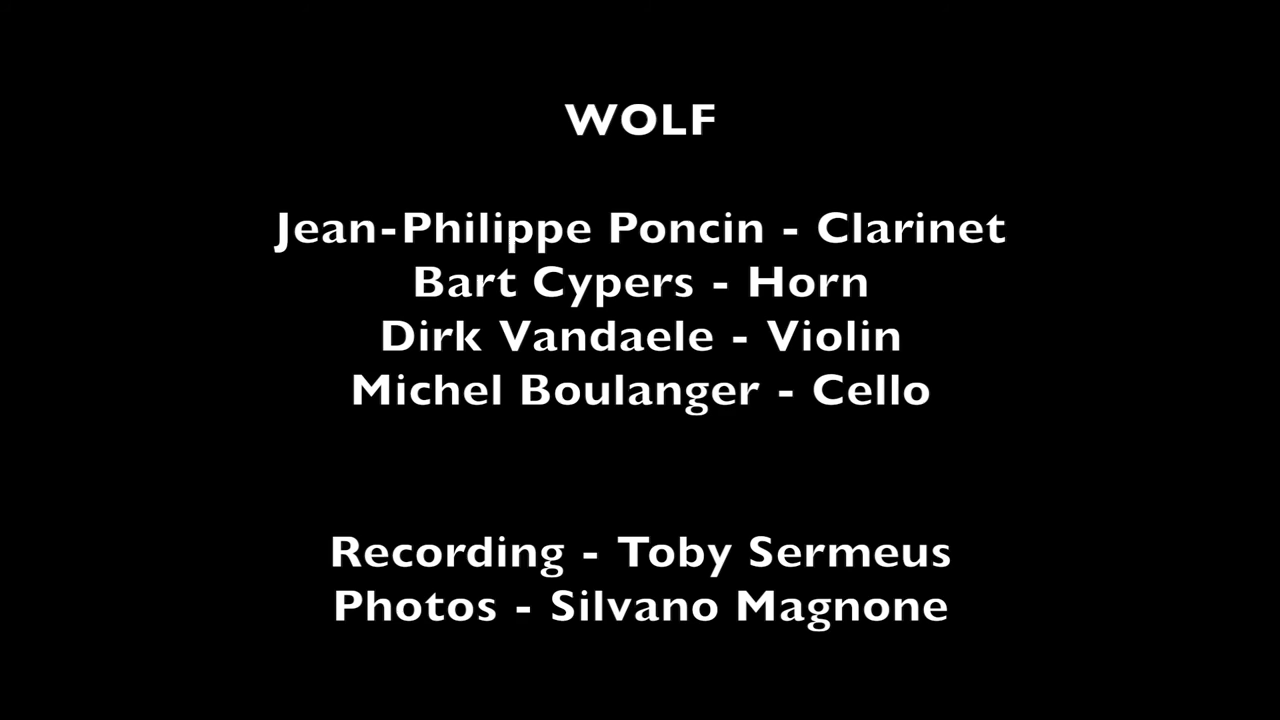 WOLF
Jean-Philippe Poncin - Clarinet
Bart Cypers - Horn
Dirk Vandaele - Violin
Michel Boulanger - Cello
Recording - Toby Sermeus
Photos - Silvano Magnone